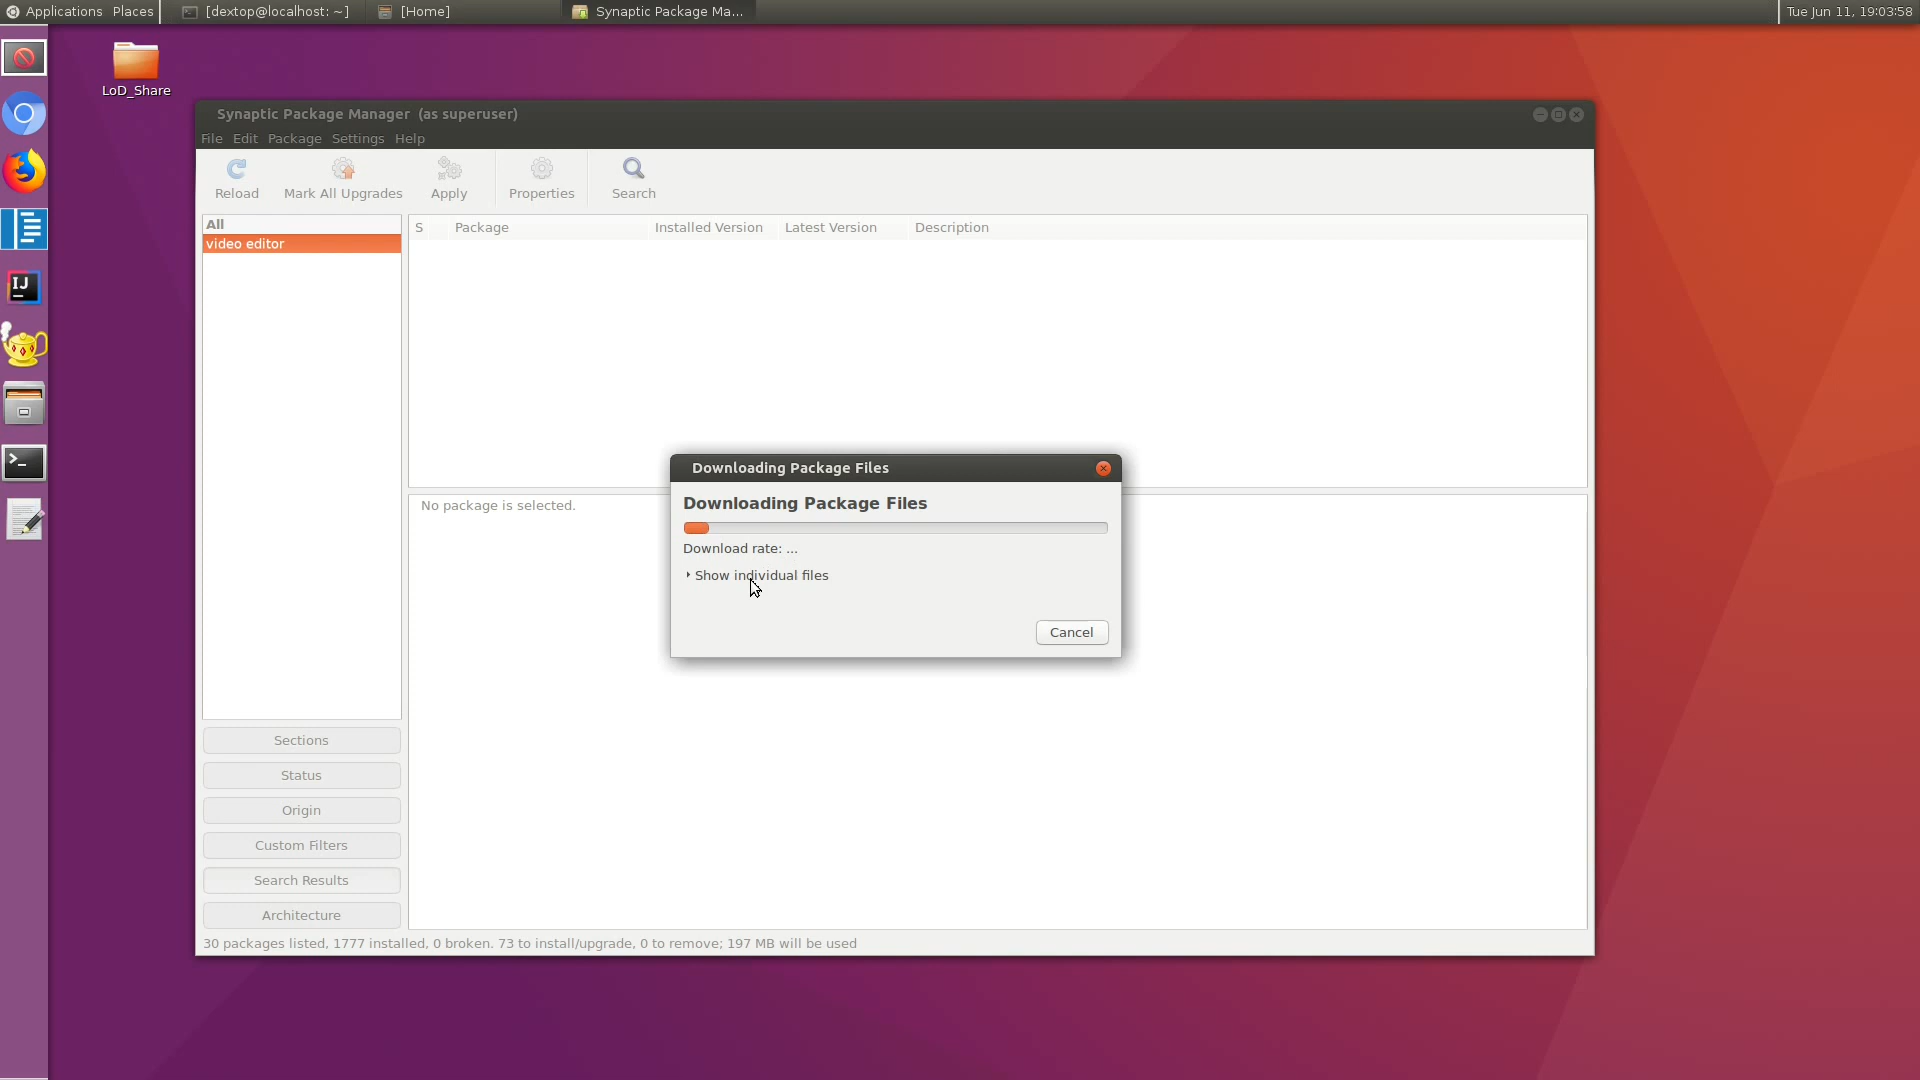 Applications Places [dextop@localhost: ~] [Home] Synaptic Package Ma... Tue Jun 11, 19:03:58
LoD_Share
Synaptic Package Manager (as superuser)
File Edit Package Settings Help
Reload Mark All Upgrades Apply Properties Search
All
video editor
S Package Installed Version Latest Version Description
IJ
Downloading Package Files
Downloading Package Files
No package is selected.
Download rate: ...
Show individual files
Cancel
Sections
Status
Origin
Custom Filters
Search Results
Architecture
30 packages listed, 1777 installed, 0 broken. 73 to install/upgrade, 0 to remove; 197 MB will be used